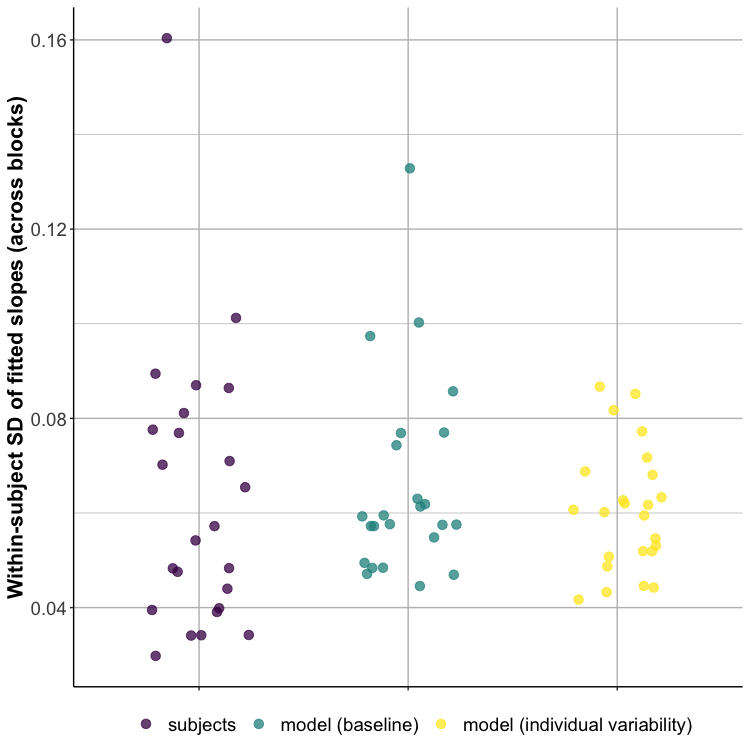 Within-subject SD of fitted slopes (across blocks)
0.16
0.12
0.08
0.04
subjects model (baseline) model (individual variability)